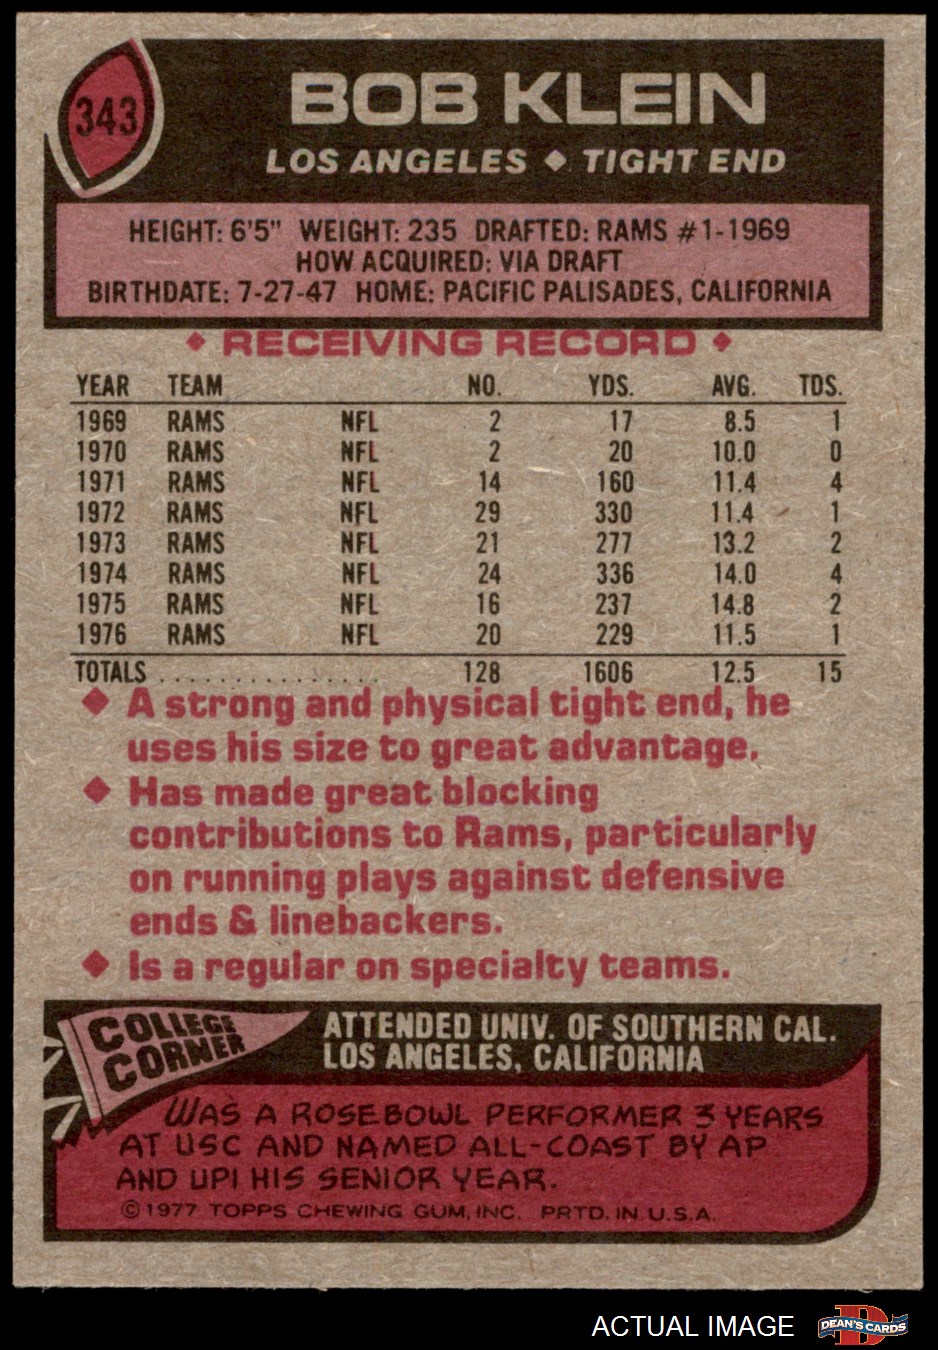 343
BOB KLEIN
LOS ANGELES ◆ TIGHT END
HEIGHT: 6'5" WEIGHT: 235 DRAFTED: RAMS #1-1969
HOW ACQUIRED: VIA DRAFT
BIRTHDATE: 7-27-47 HOME: PACIFIC PALISADES, CALIFORNIA
◆ RECEIVING RECORD ◆
YEAR TEAM NO. YDS. AVG. TDS.
1969 RAMS NFL 2 17 8.5 1
1970 RAMS NFL 2 20 10.0 0
1971 RAMS NFL 14 160 11.4 4
1972 RAMS NFL 29 330 11.4 1
1973 RAMS NFL 21 277 13.2 2
1974 RAMS NFL 24 336 14.0 4
1975 RAMS NFL 16 237 14.8 2
1976 RAMS NFL 20 229 11.5 1
TOTALS . . . . . . . . . . . . . . . 128 1606 12.5 15
◆ A strong and physical tight end, he
uses his size to great advantage.
◆ Has made great blocking
contributions to Rams, particularly
on running plays against defensive
ends & linebackers.
◆ Is a regular on specialty teams.
COLLEGE
CORNER
ATTENDED UNIV. OF SOUTHERN CAL.
LOS ANGELES, CALIFORNIA
WAS A ROSE BOWL PERFORMER 3 YEARS
AT USC AND NAMED ALL-COAST BY AP
AND UPI HIS SENIOR YEAR.
© 1977 TOPPS CHEWING GUM, INC. PRTD. IN U.S.A.
ACTUAL IMAGE
D
DEAN'S CARDS